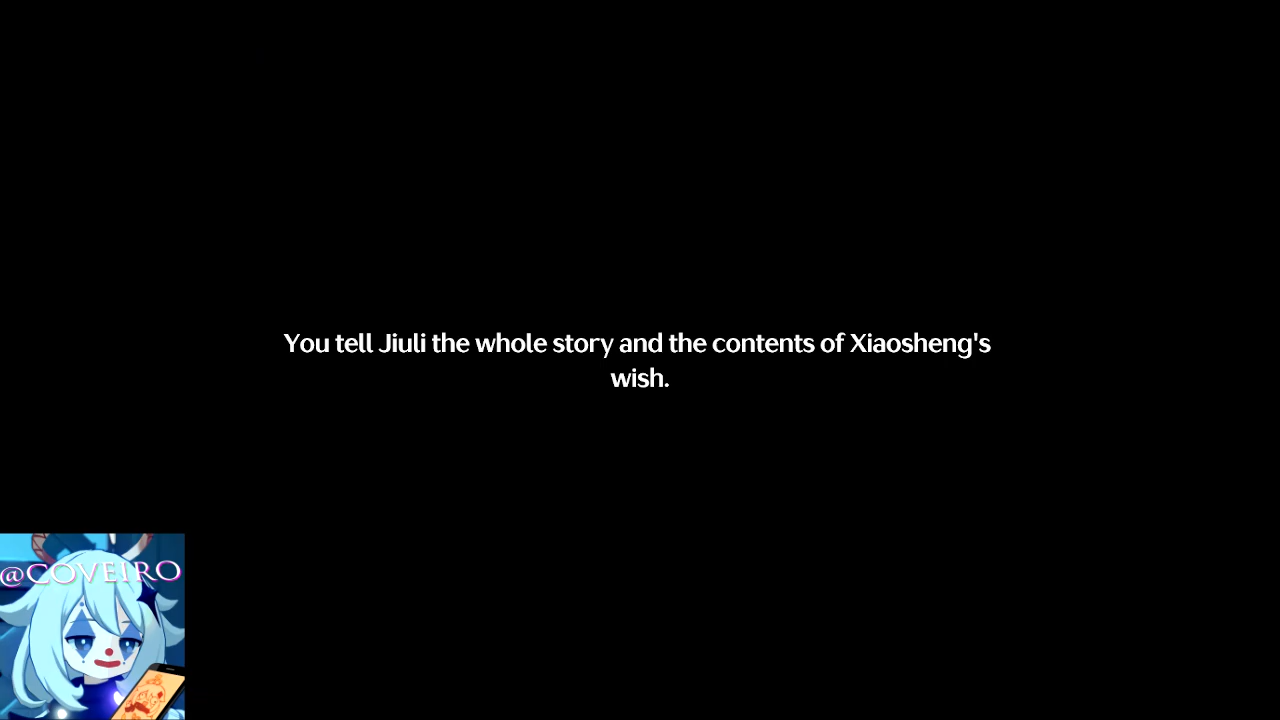 You tell Jiuli the whole story and the contents of Xiaosheng's
wish.
@COVEIRO